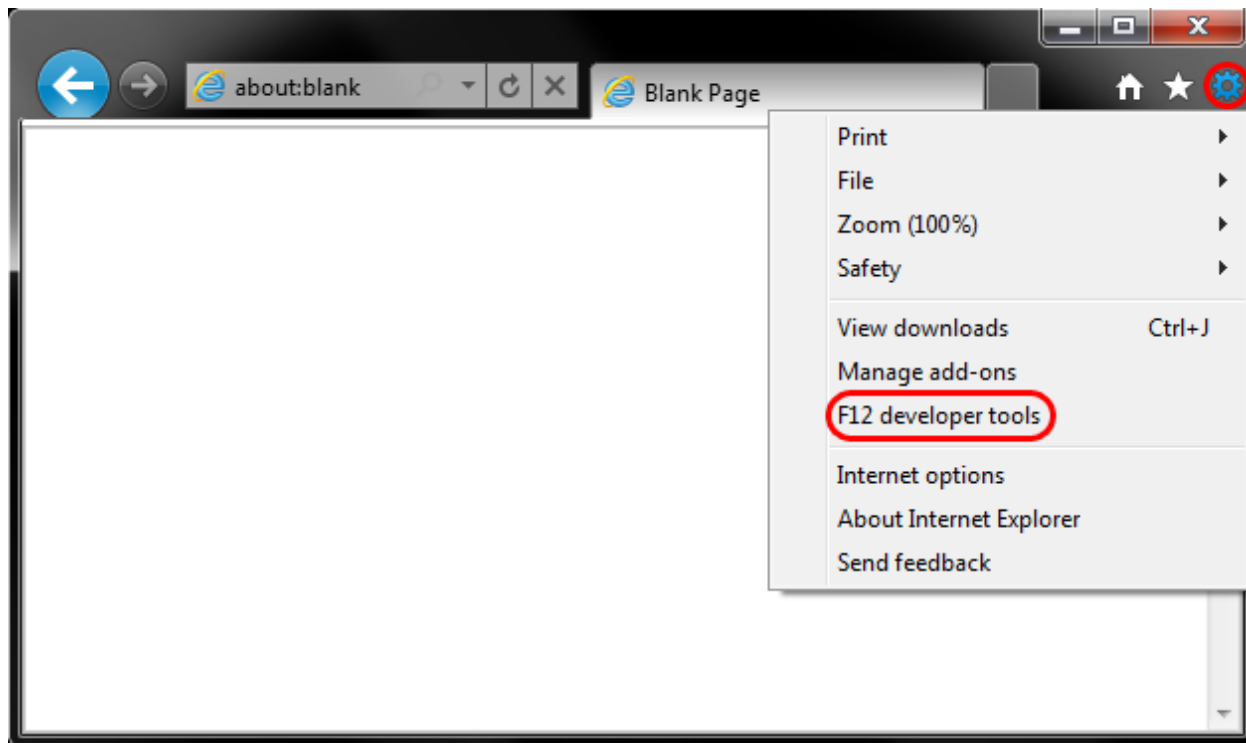 about:blank
Blank Page
Print
File
Zoom (100%)
Safety
View downloads Ctrl+J
Manage add-ons
F12 developer tools
Internet options
About Internet Explorer
Send feedback